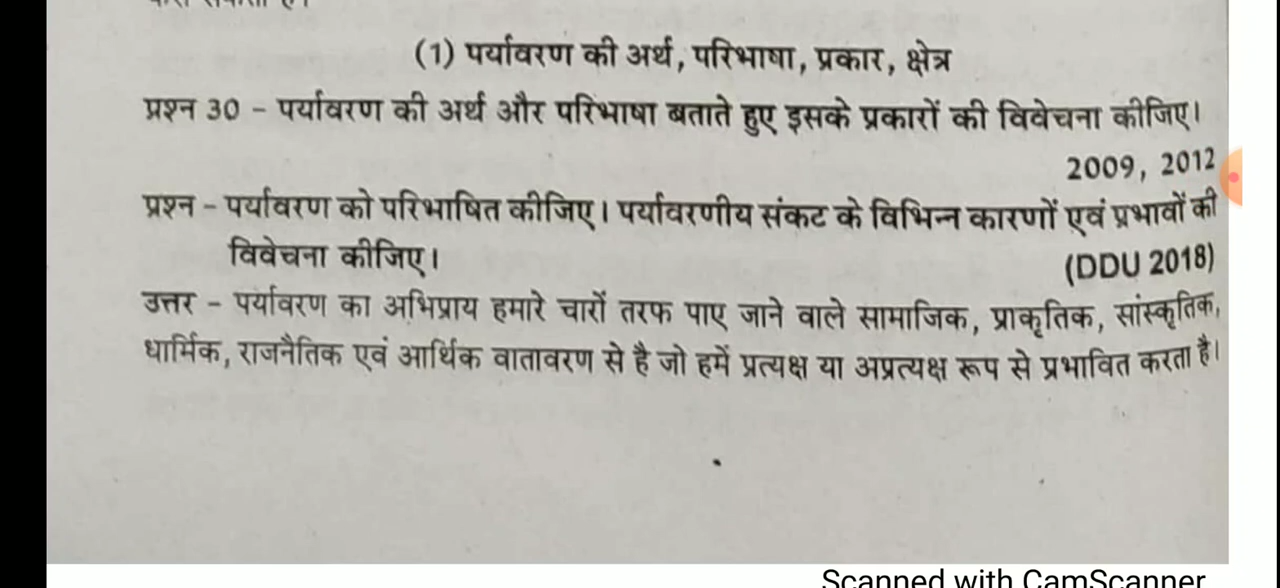 (1) पर्यावरण की अर्थ, परिभाषा, प्रकार, क्षेत्र
प्रश्न 30 - पर्यावरण की अर्थ और परिभाषा बताते हुए इसके प्रकारों की विवेचना कीजिए।
2009, 2012
प्रश्न - पर्यावरण को परिभाषित कीजिए। पर्यावरणीय संकट के विभिन्न कारणों एवं प्रभावों की
विवेचना कीजिए।
(DDU 2018)
उत्तर - पर्यावरण का अभिप्राय हमारे चारों तरफ पाए जाने वाले सामाजिक, प्राकृतिक, सांस्कृतिक,
धार्मिक, राजनैतिक एवं आर्थिक वातावरण से है जो हमें प्रत्यक्ष या अप्रत्यक्ष रूप से प्रभावित करता है।
Scanned with CamScanner